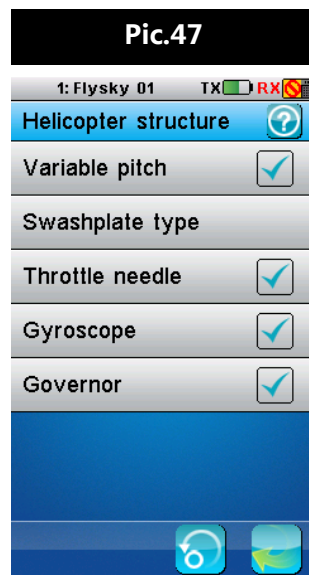 Pic.47
1: Flysky 01 TX RX
Helicopter structure ?
Variable pitch
Swashplate type
Throttle needle
Gyroscope
Governor